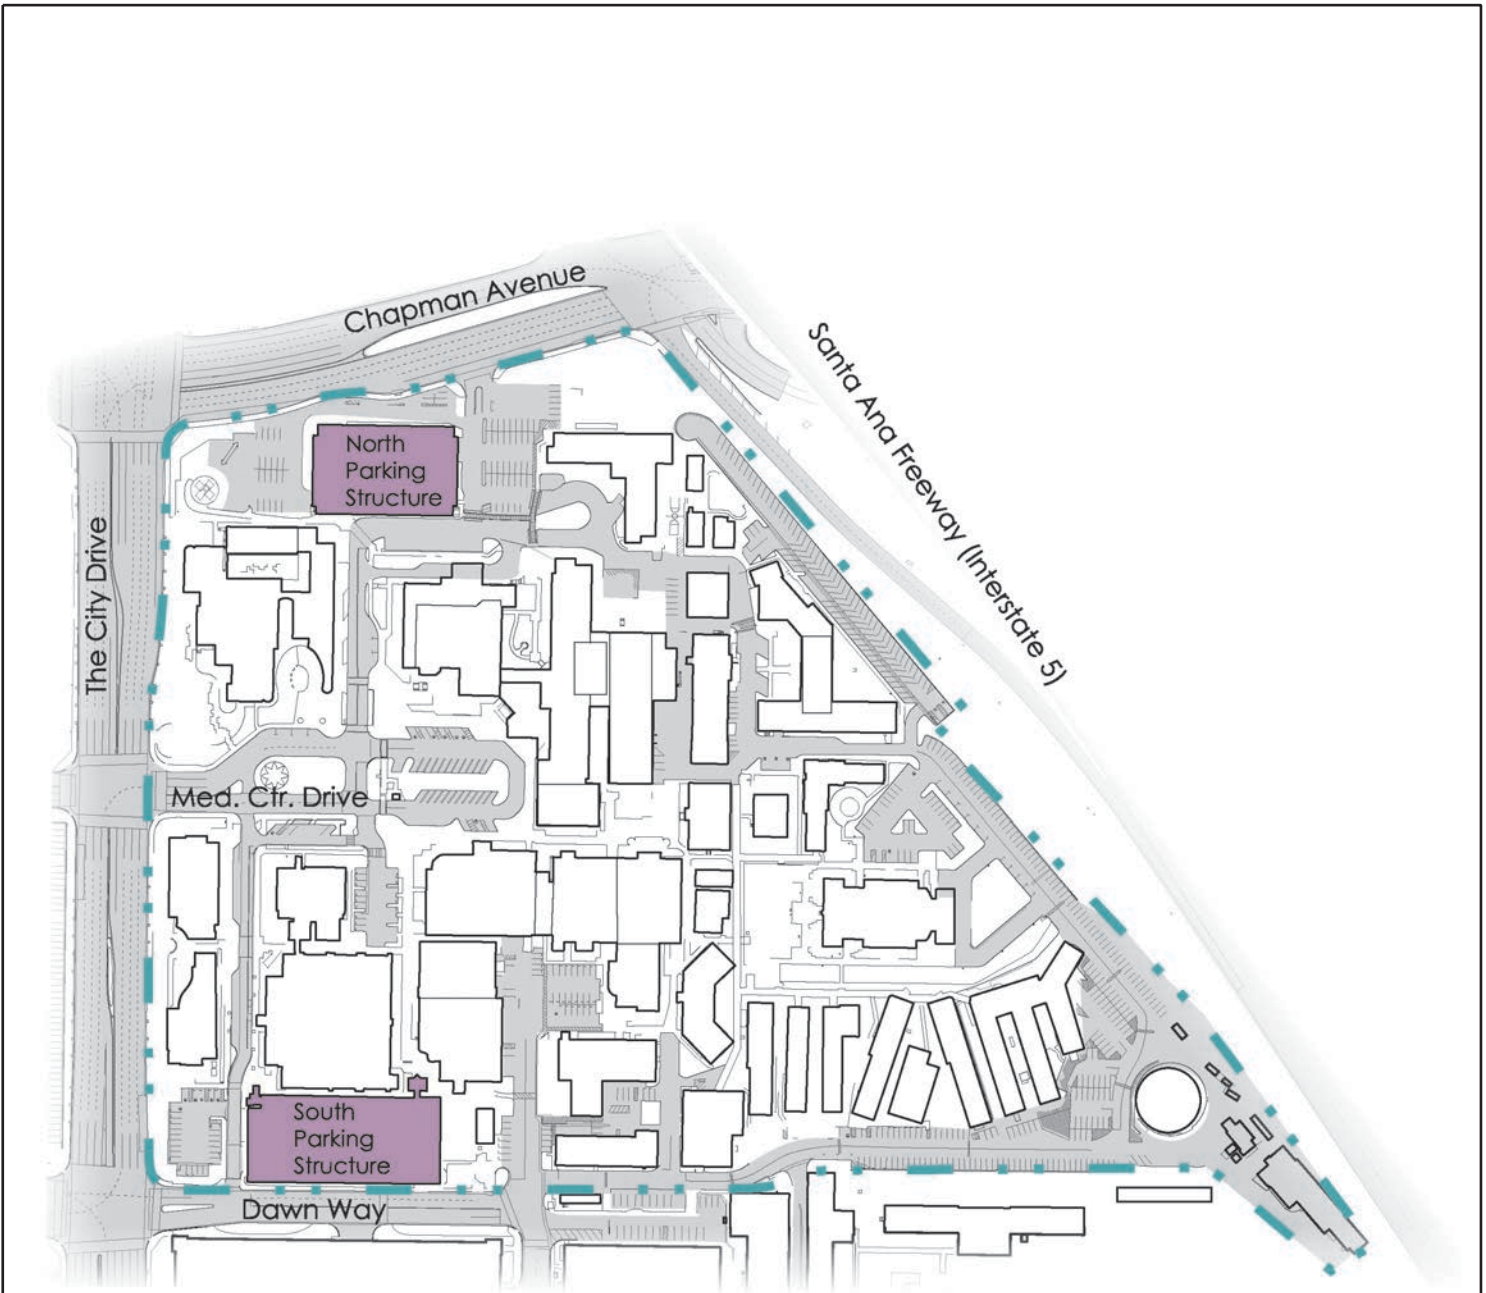 Chapman Avenue
Santa Ana Freeway (Interstate 5)
North
Parking
Structure
The City Drive
Med. Ctr. Drive
South
Parking
Structure
Dawn Way